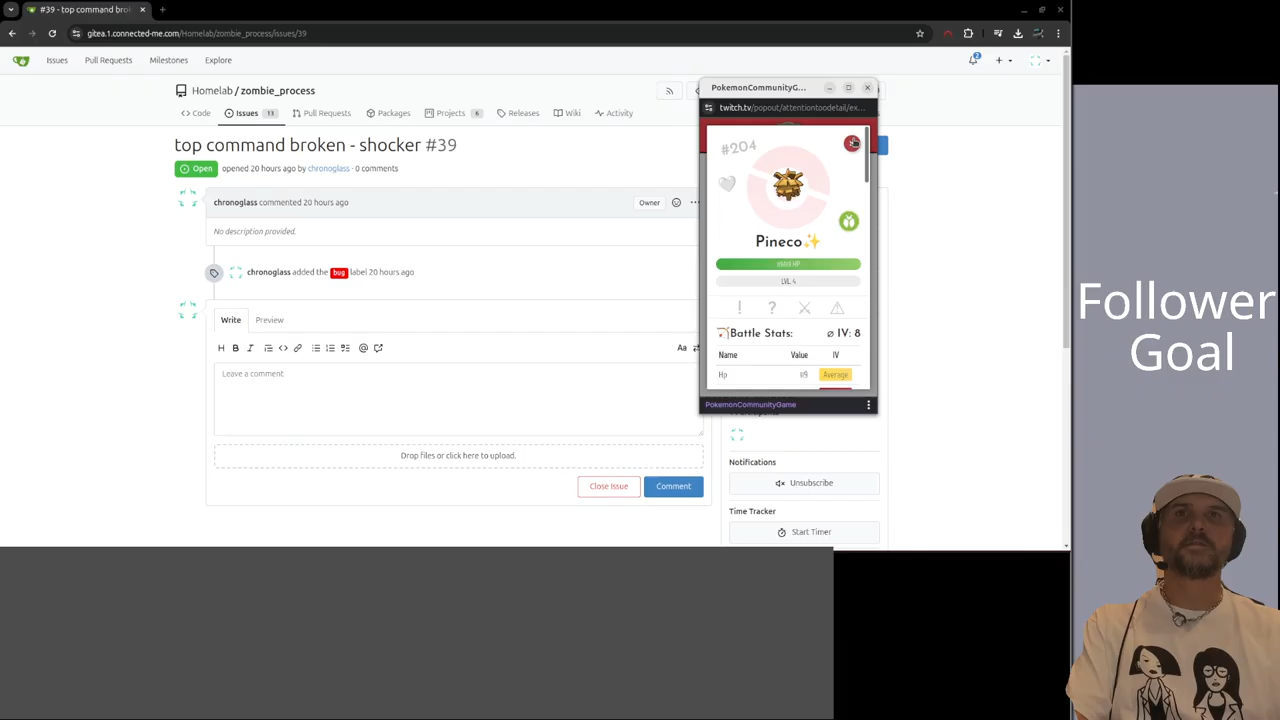 #39 - top command brok
gitea.1.connected-me.com/Homelab/zombie_process/issues/39
Issues Pull Requests Milestones Explore
2
Homelab / zombie_process
Code Issues 11 Pull Requests Packages Projects 6 Releases Wiki Activity
top command broken - shocker #39
Open opened 20 hours ago by chronoglass · 0 comments
chronoglass commented 20 hours ago Owner
No description provided.
chronoglass added the bug label 20 hours ago
Write Preview
Leave a comment
Drop files or click here to upload.
Close Issue Comment
PokemonCommunityG...
twitch.tv/popout/attentiontoodetail/ex...
#204
Pineco✨
LVL. 4
Battle Stats: ⌀ IV: 8
Name Value IV
Hp Average
PokemonCommunityGame
Notifications
Unsubscribe
Time Tracker
Start Timer
Follower
Goal